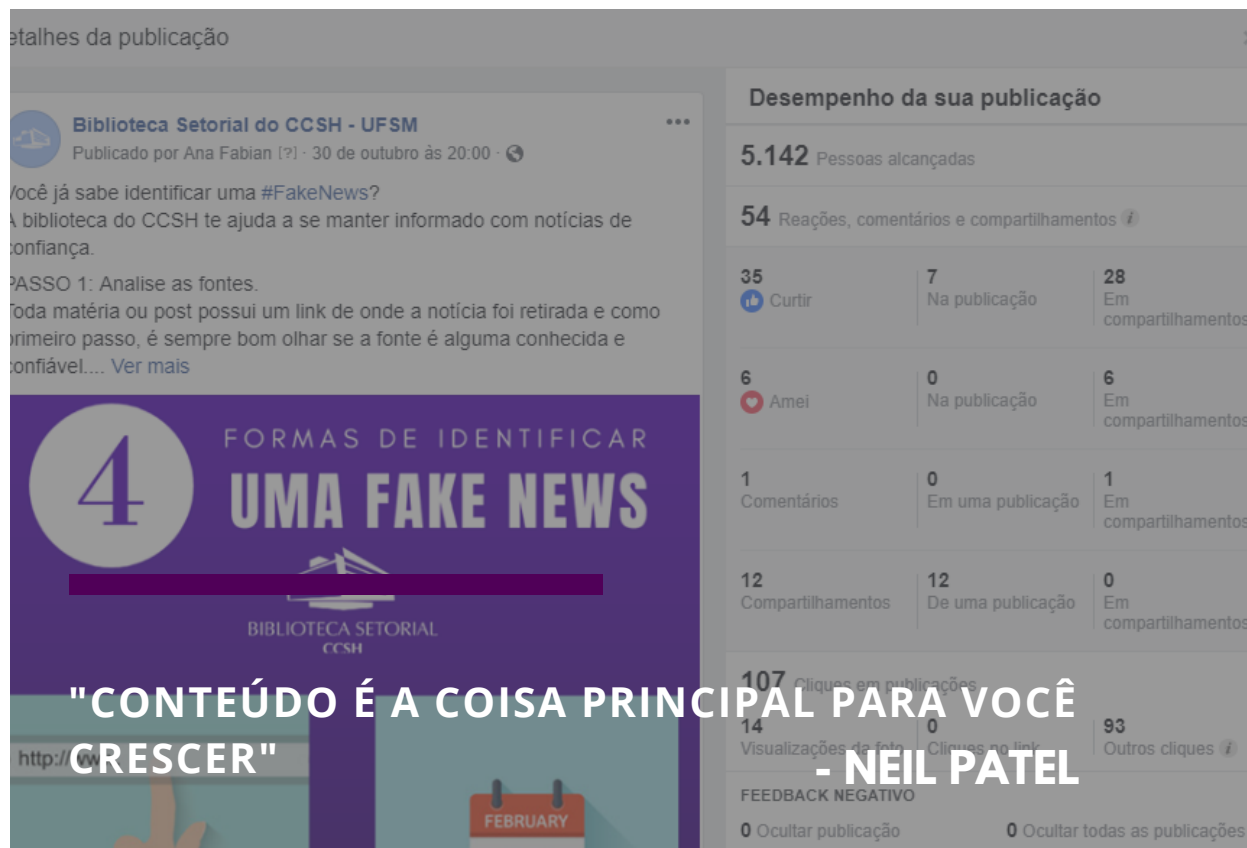 etalhes da publicação
Biblioteca Setorial do CCSH - UFSM
Publicado por Ana Fabian [?] · 30 de outubro às 20:00 ·
Você já sabe identificar uma #FakeNews?
A biblioteca do CCSH te ajuda a se manter informado com notícias de
confiança.
PASSO 1: Analise as fontes.
Toda matéria ou post possui um link de onde a notícia foi retirada e como
primeiro passo, é sempre bom olhar se a fonte é alguma conhecida e
confiável.... Ver mais
4
FORMAS DE IDENTIFICAR
UMA FAKE NEWS
BIBLIOTECA SETORIAL
CCSH
http://ww
FEBRUARY
Desempenho da sua publicação
5.142 Pessoas alcançadas
54 Reações, comentários e compartilhamentos
35 7 28
Curtir Na publicação Em
compartilhamentos
6 0 6
Amei Na publicação Em
compartilhamentos
1 0 1
Comentários Em uma publicação Em
compartilhamentos
12 12 0
Compartilhamentos De uma publicação Em
compartilhamentos
107 Cliques em publicações
14 0 93
Visualizações da foto Cliques no link Outros cliques
FEEDBACK NEGATIVO
0 Ocultar publicação 0 Ocultar todas as publicações
"CONTEÚDO É A COISA PRINCIPAL PARA VOCÊ
CRESCER"
- NEIL PATEL